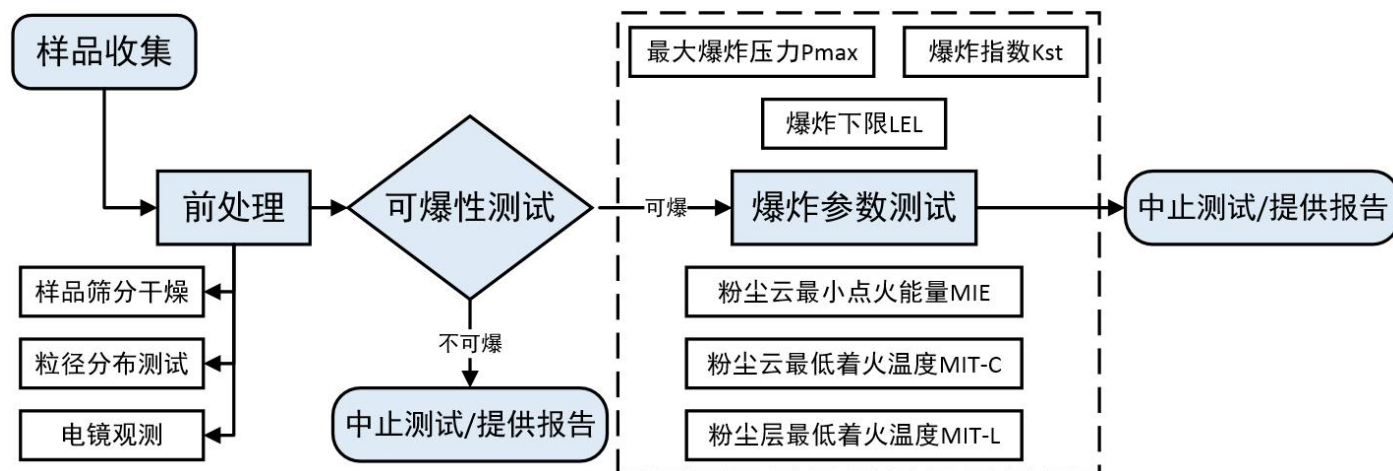 样品收集
前处理
样品筛分干燥
粒径分布测试
电镜观测
可爆性测试
不可爆
中止测试/提供报告
可爆
最大爆炸压力Pmax
爆炸指数Kst
爆炸下限LEL
爆炸参数测试
粉尘云最小点火能量MIE
粉尘云最低着火温度MIT-C
粉尘层最低着火温度MIT-L
中止测试/提供报告